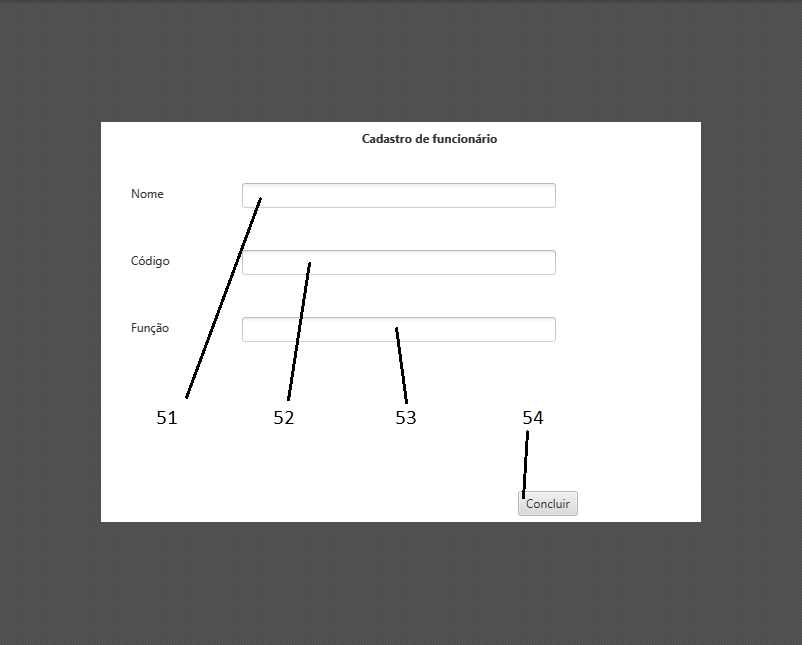 Cadastro de funcionário
Nome
Código
Função
51 52 53 54
Concluir